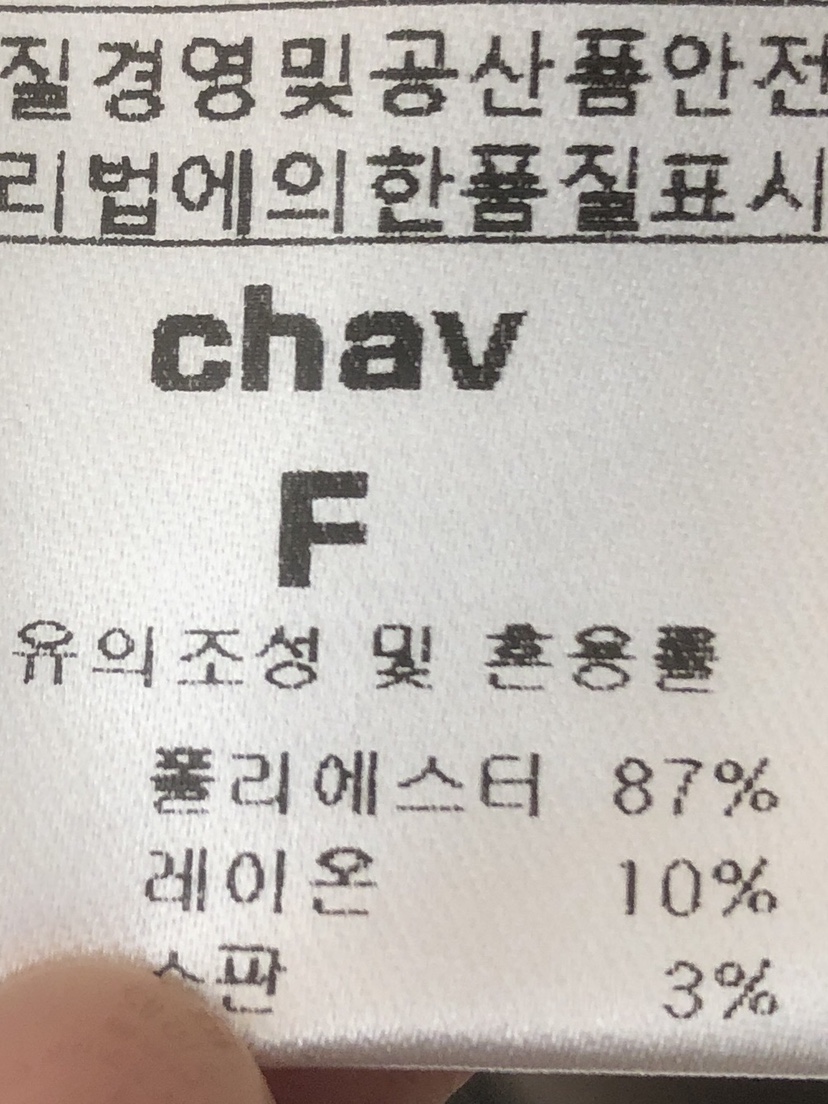 질경영및공산품안전
리법에의한품질표시
chav
F
유의조성 및 혼용률
폴리에스터 87%
레이온 10%
스판 3%